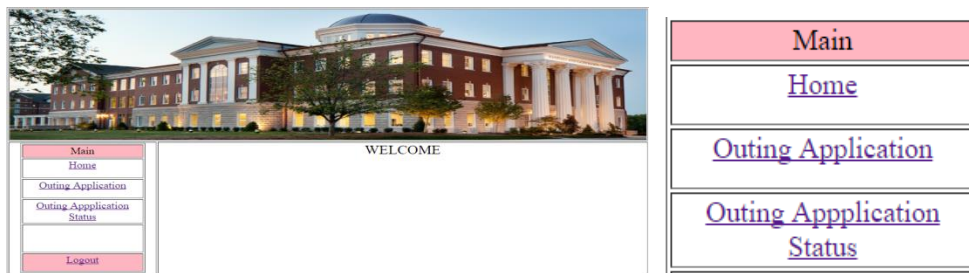 Main
Home
Outing Application
Outing Appplication
Status
Logout
WELCOME
Main
Home
Outing Application
Outing Appplication
Status